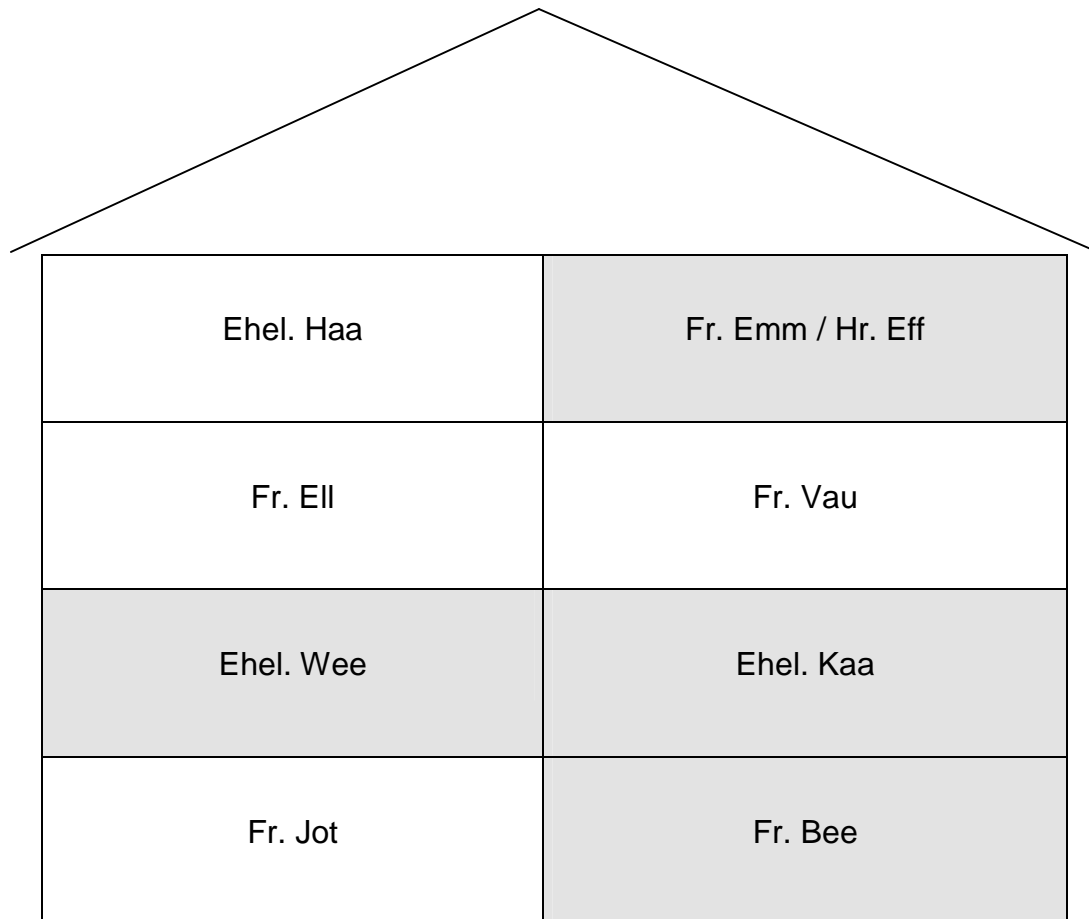 Ehel. Haa
Fr. Emm / Hr. Eff
Fr. Ell
Fr. Vau
Ehel. Wee
Ehel. Kaa
Fr. Jot
Fr. Bee